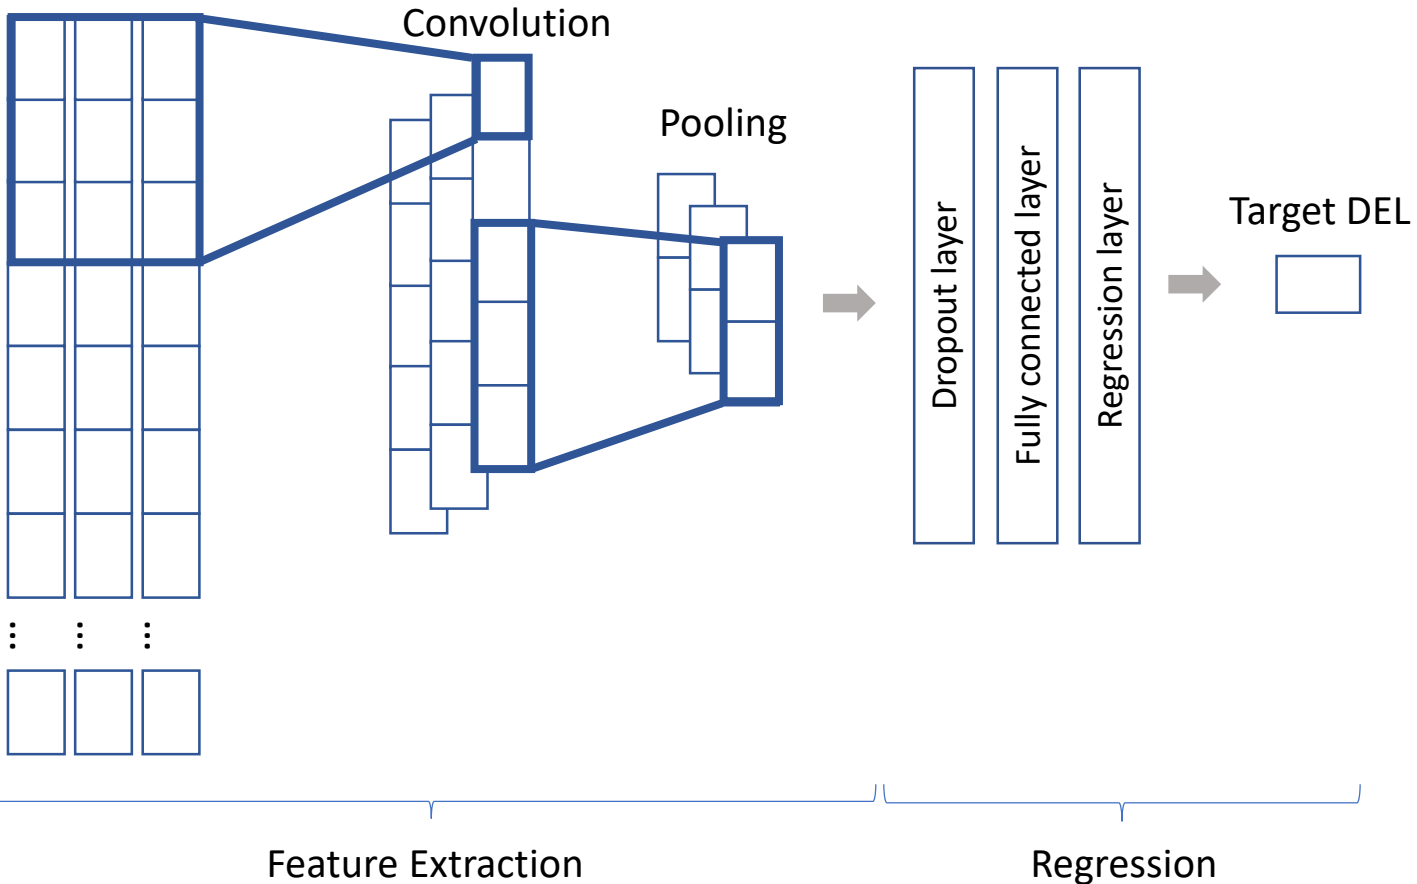 Convolution
Pooling
Dropout layer
Fully connected layer
Regression layer
Target DEL
Feature Extraction
Regression